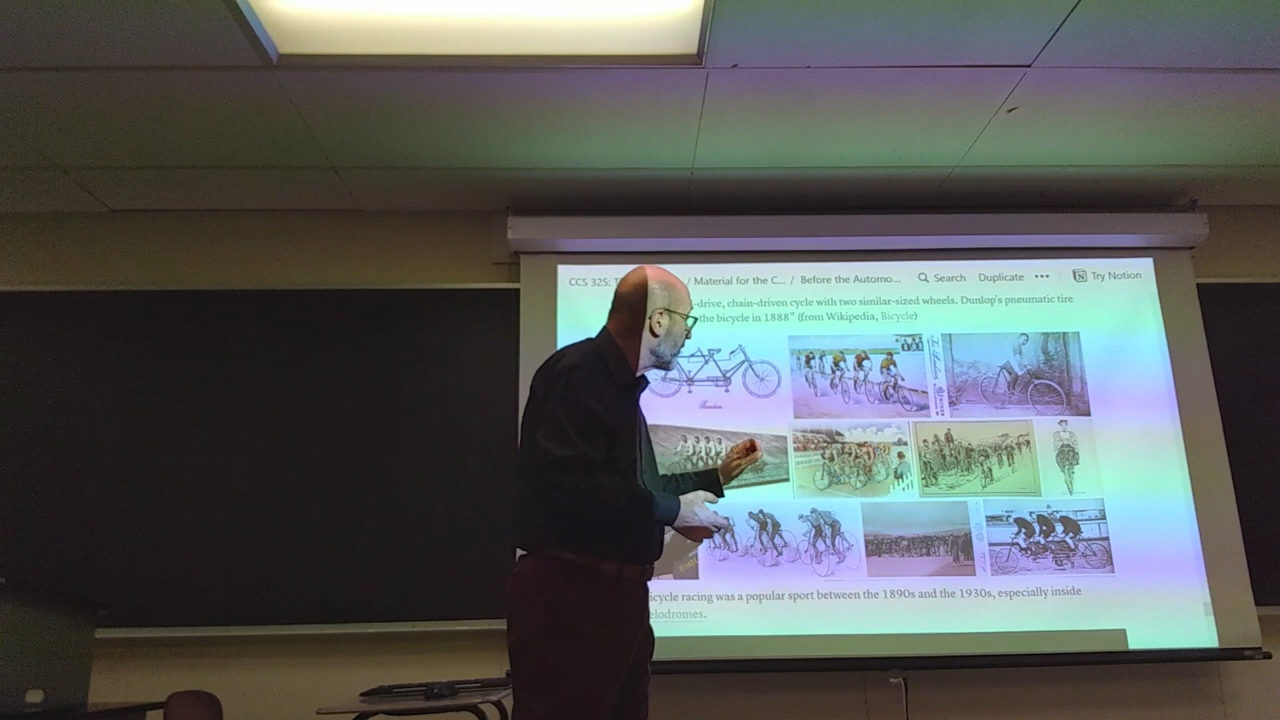 CCS 325: / Material for the C... / Before the Automo... Search Duplicate ••• Try Notion
-drive, chain-driven cycle with two similar-sized wheels. Dunlop's pneumatic tire
the bicycle in 1888" (from Wikipedia, Bicycle)
Tandem
icycle racing was a popular sport between the 1890s and the 1930s, especially inside
elodromes.